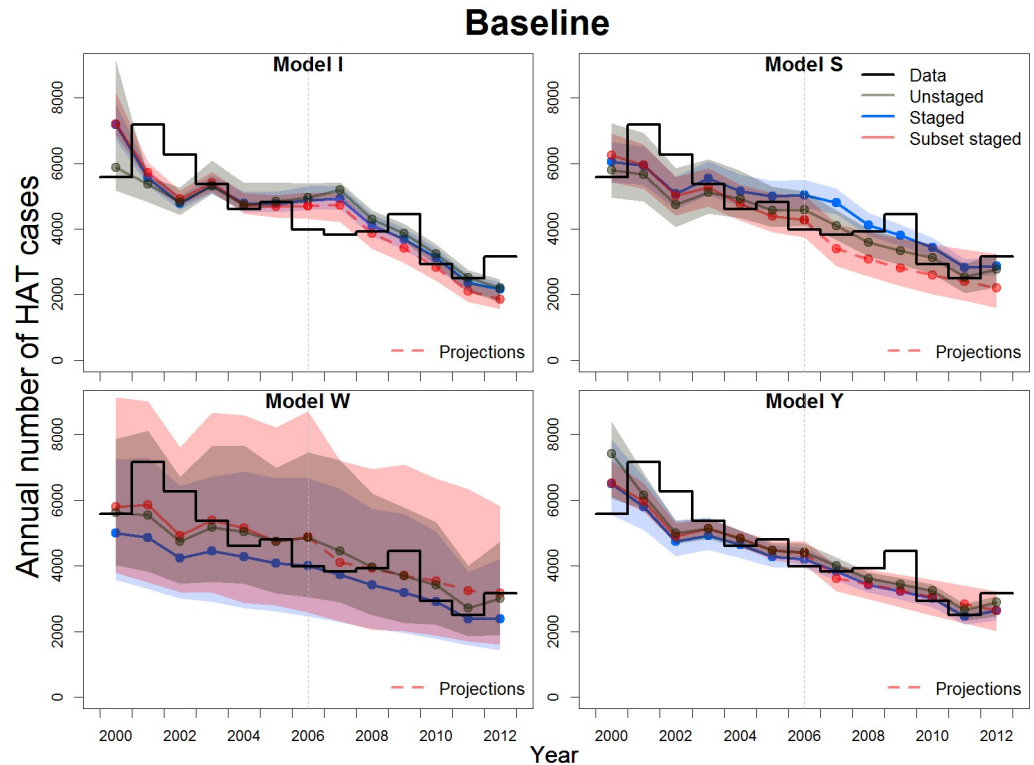 Baseline
Model I
Model S
Data
Unstaged
Staged
Subset staged
8000
6000
4000
2000
0
Projections
8000
6000
4000
2000
0
Projections
Annual number of HAT cases
Model W
Model Y
8000
6000
4000
2000
0
Projections
8000
6000
4000
2000
0
Projections
2000 2002 2004 2006 2008 2010 2012
2000 2002 2004 2006 2008 2010 2012
Year